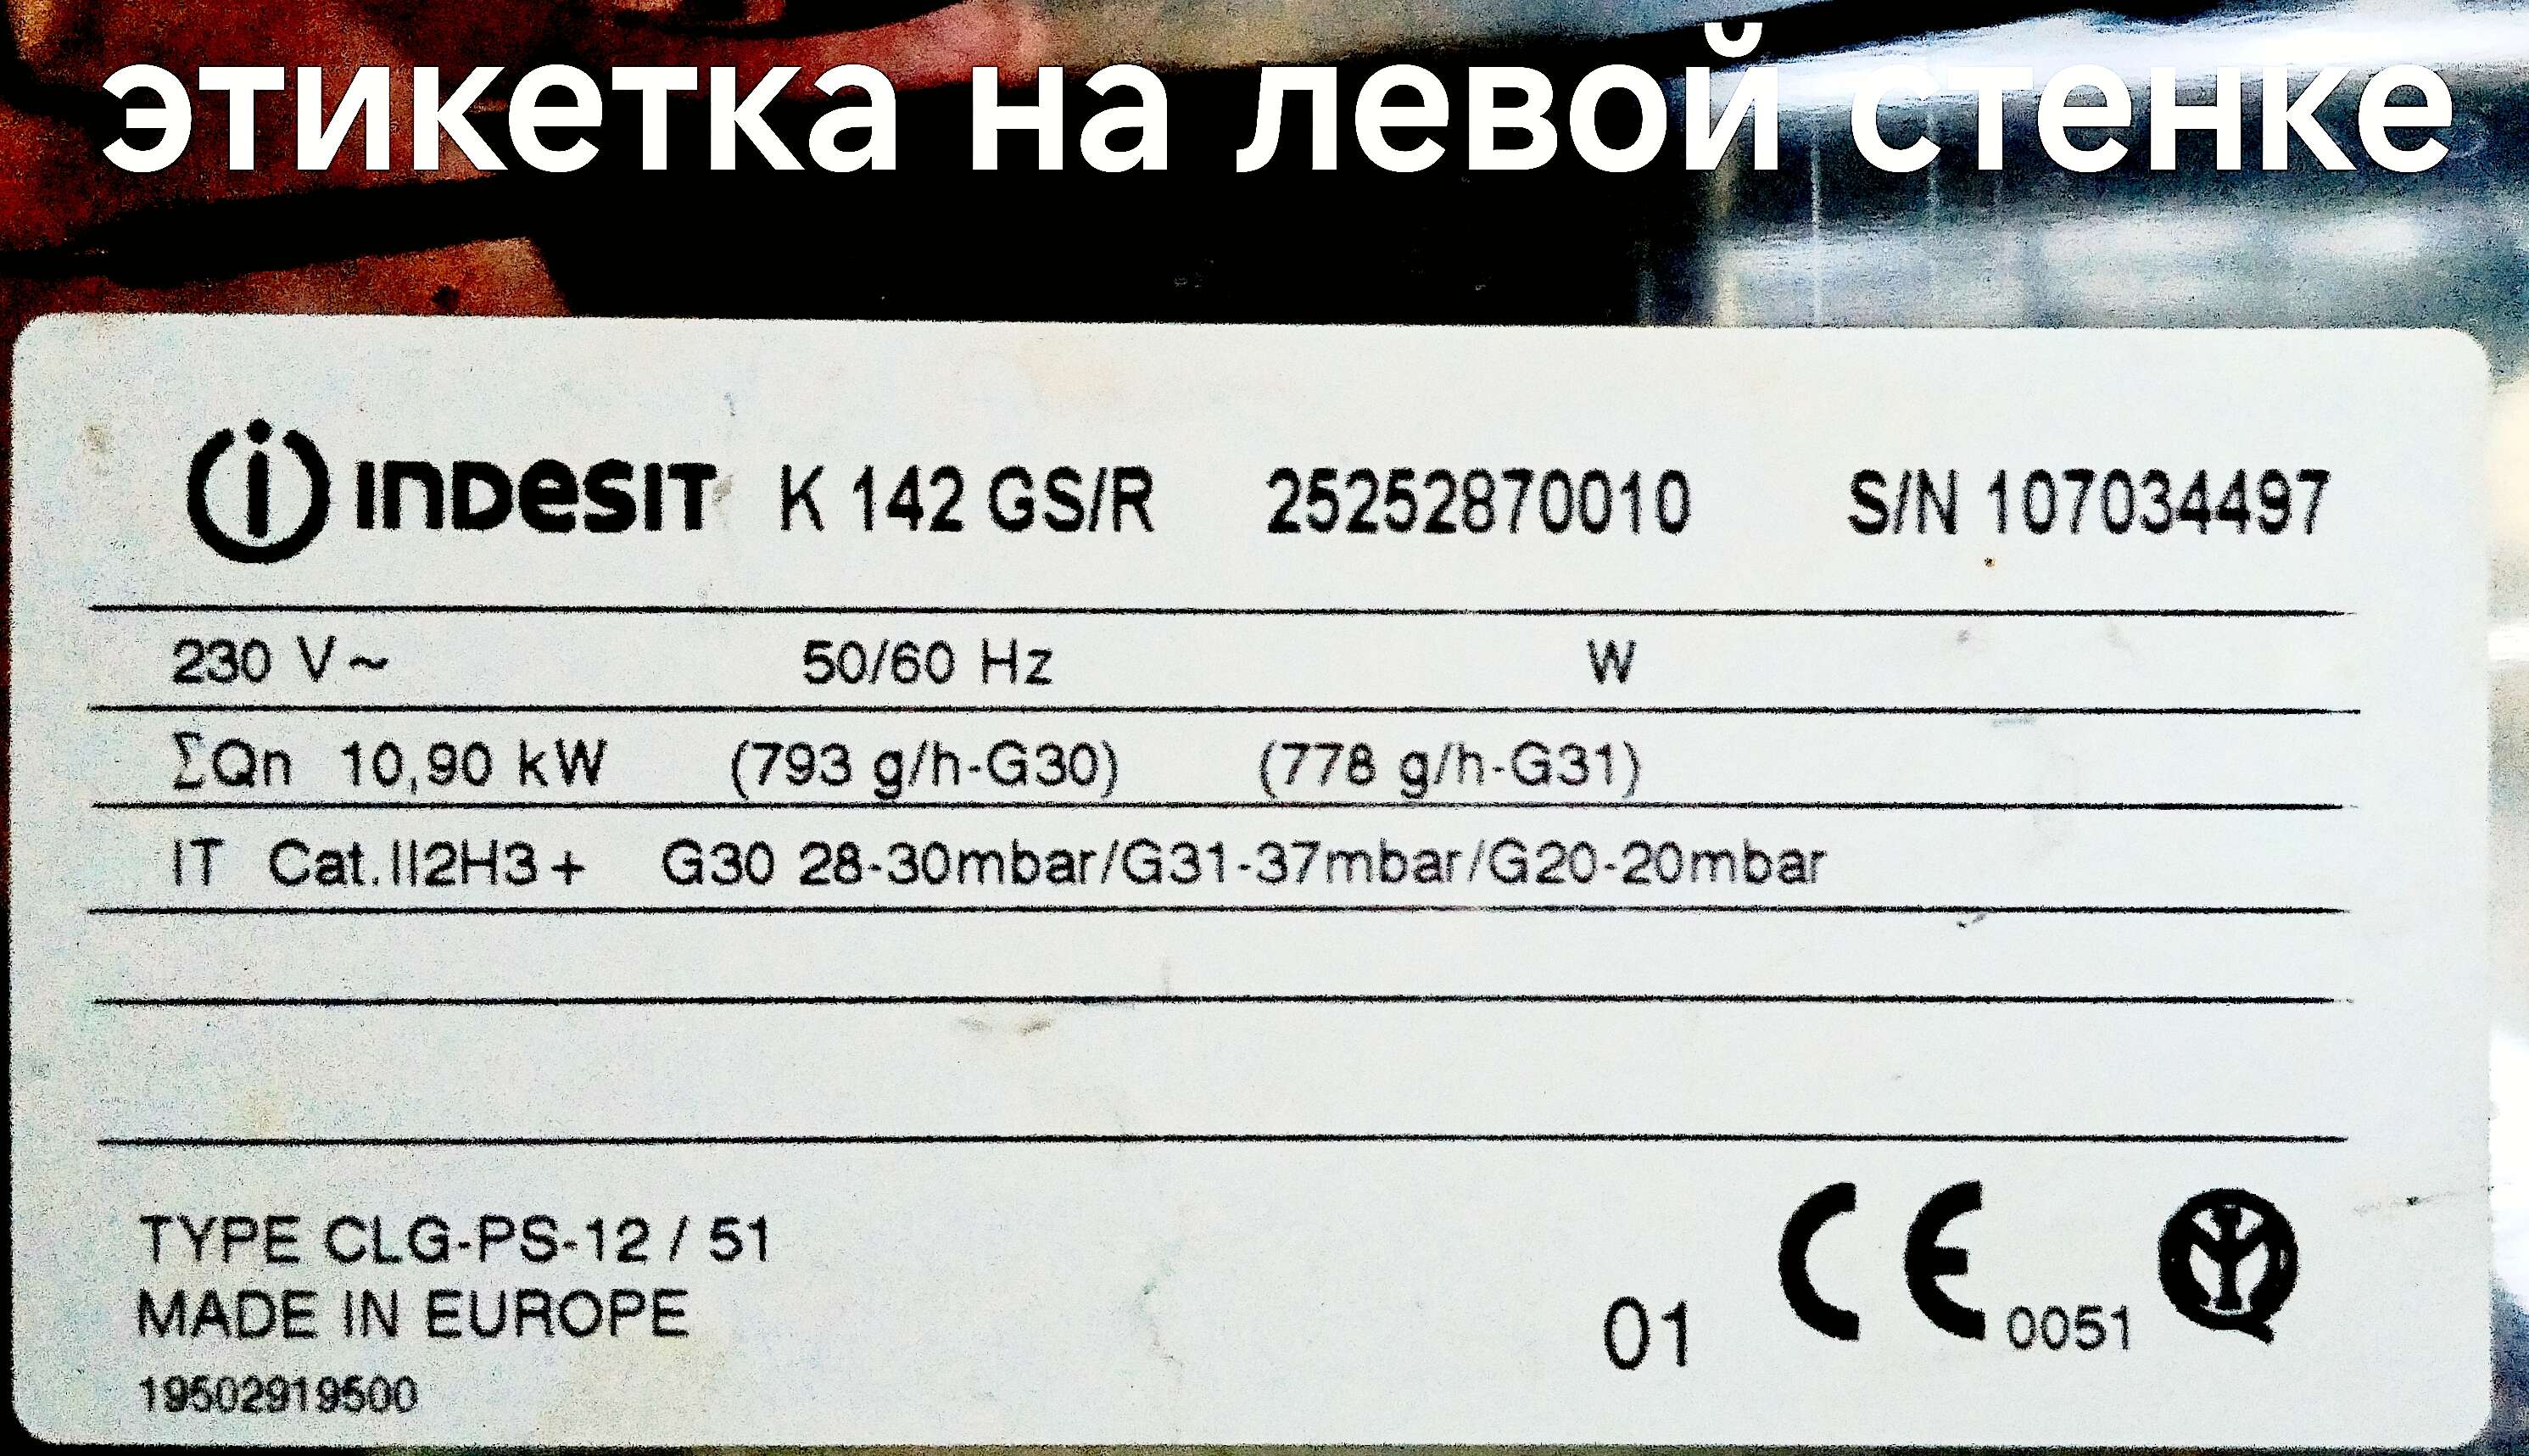 этикетка на левой стенке
INDESIT K 142 GS/R 25252870010 S/N 107034497
230 V~ 50/60 Hz W
ΣQn 10,90 kW (793 g/h-G30) (778 g/h-G31)
IT Cat.II2H3+ G30 28-30mbar/G31-37mbar/G20-20mbar
TYPE CLG-PS-12 / 51
MADE IN EUROPE
01 CE 0051
19502919500